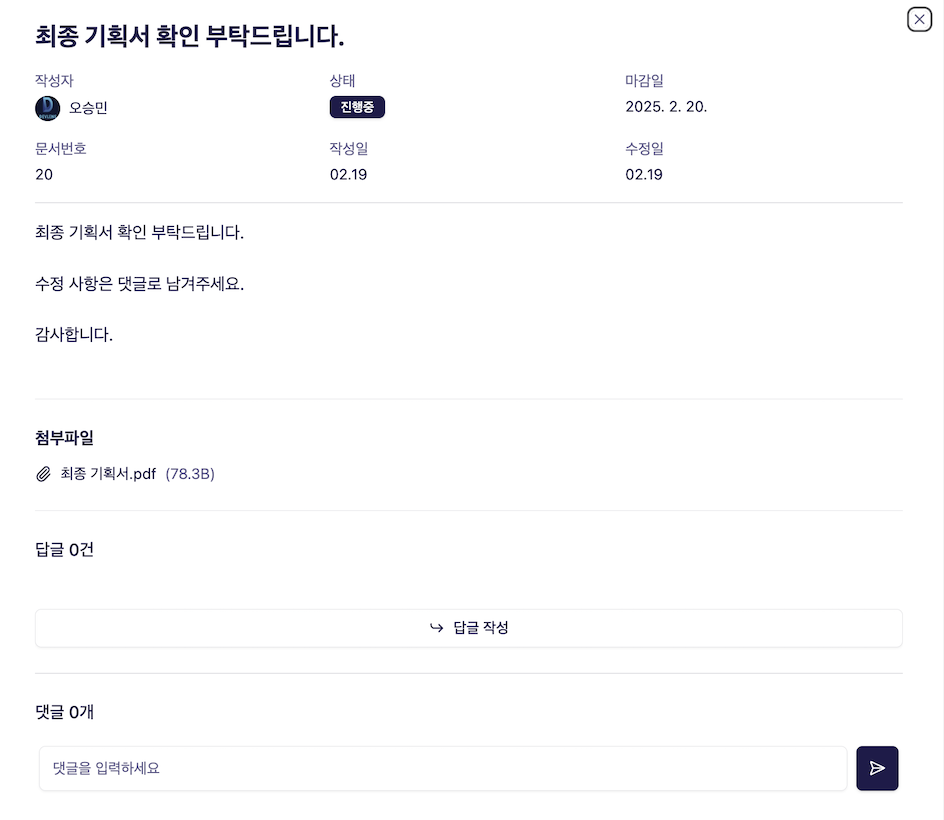 최종 기획서 확인 부탁드립니다.
작성자 상태 마감일
오승민 진행중 2025. 2. 20.
문서번호 작성일 수정일
20 02.19 02.19
최종 기획서 확인 부탁드립니다.
수정 사항은 댓글로 남겨주세요.
감사합니다.
첨부파일
최종 기획서.pdf (78.3B)
답글 0건
답글 작성
댓글 0개
댓글을 입력하세요